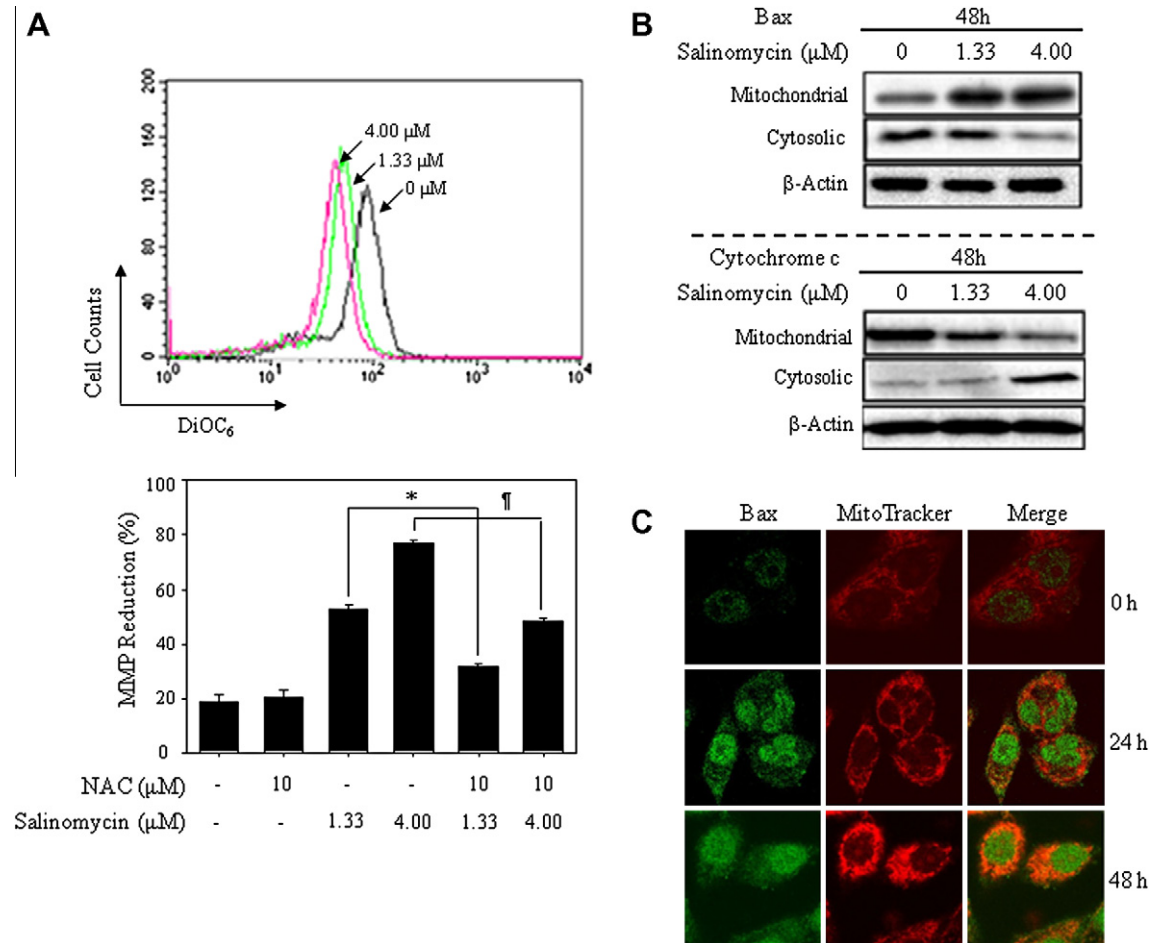 A
200
160
120
80
40
0
4.00 μM
1.33 μM
0 μM
10⁰ 10¹ 10² 10³ 10⁴
Cell Counts
DiOC₆
100
80
60
40
20
0
MMP Reduction (%)
* ¶
NAC (μM) - 10 - - 10 10
Salinomycin (μM) - - 1.33 4.00 1.33 4.00
B
Bax 48h
Salinomycin (μM) 0 1.33 4.00
Mitochondrial
Cytosolic
β-Actin
Cytochrome c 48h
Salinomycin (μM) 0 1.33 4.00
Mitochondrial
Cytosolic
β-Actin
C
Bax MitoTracker Merge
0 h
24 h
48 h